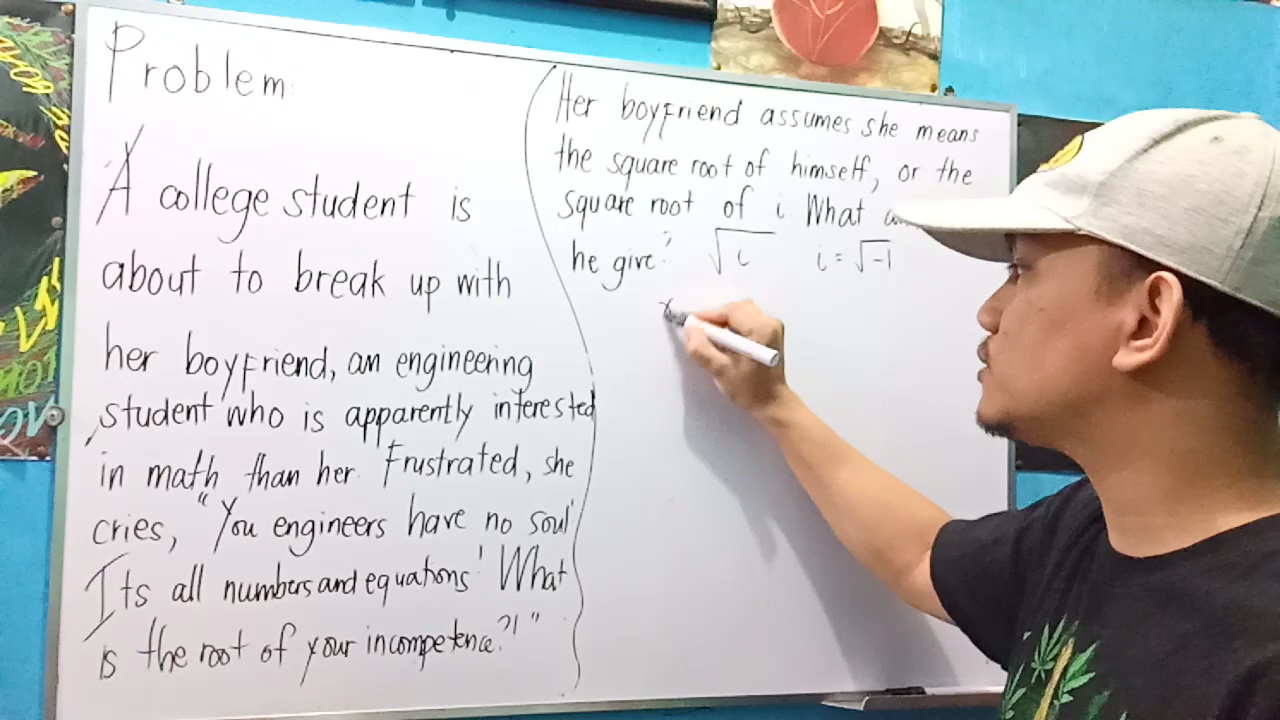 Problem:
A college student is
about to break up with
her boyfriend, an engineering
student who is apparently interested
in math than her. Frustrated, she
cries, "You engineers have no soul!
It's all numbers and equations! What
is the root of your incompetence?!"
Her boyfriend assumes she means
the square root of himself, or the
square root of i. What
he give? √i i = √-1